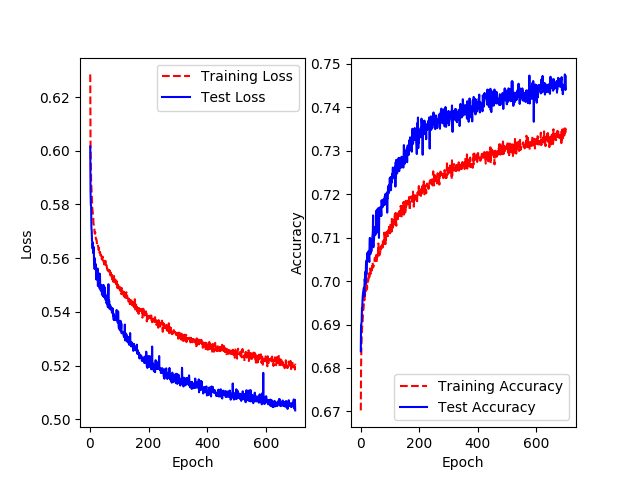 Training Loss
Test Loss
0.62
0.60
0.58
0.56
0.54
0.52
0.50
Loss
0 200 400 600
Epoch
0.75
0.74
0.73
0.72
0.71
0.70
0.69
0.68
0.67
Accuracy
Training Accuracy
Test Accuracy
0 200 400 600
Epoch